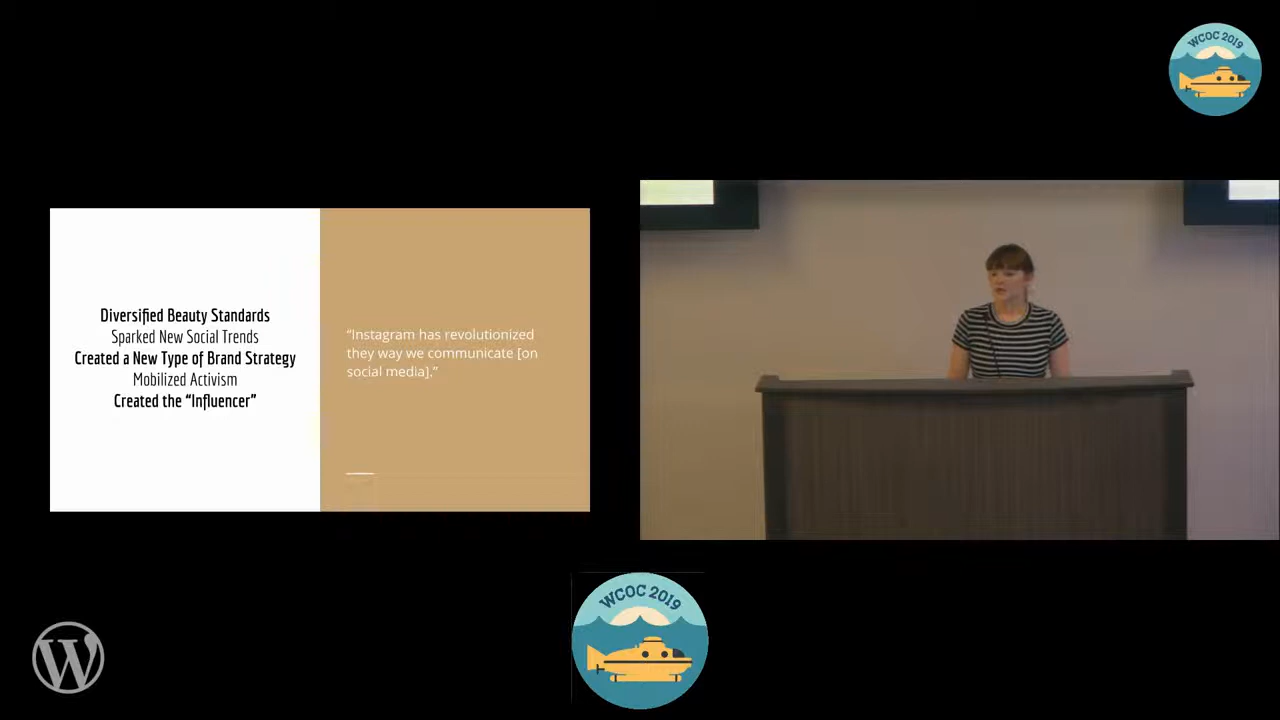 WCOC 2019
Diversified Beauty Standards
Sparked New Social Trends
Created a New Type of Brand Strategy
Mobilized Activism
Created the “Influencer”
“Instagram has revolutionized
they way we communicate [on
social media].”
WCOC 2019